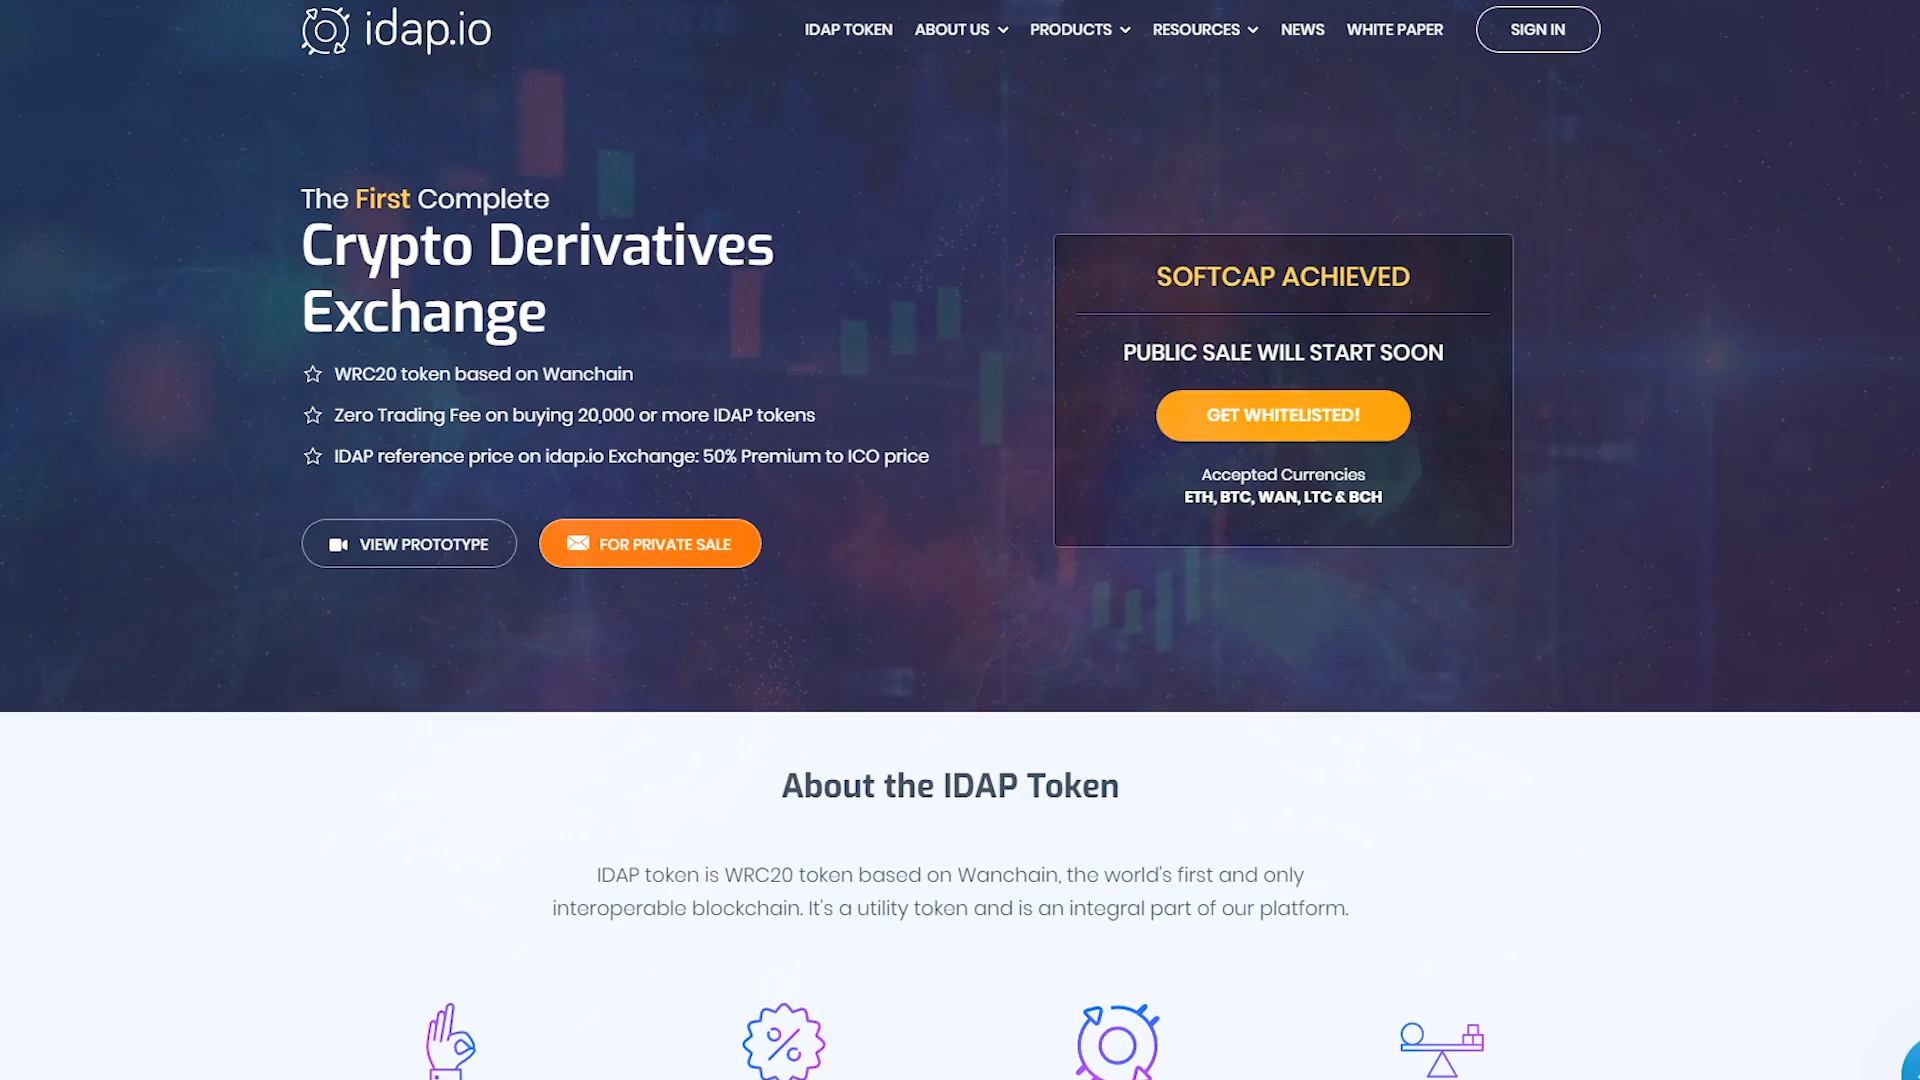 idap.io
IDAP TOKEN
ABOUT US
PRODUCTS
RESOURCES
NEWS
WHITE PAPER
SIGN IN
The First Complete
Crypto Derivatives
Exchange
WRC20 token based on Wanchain
Zero Trading Fee on buying 20,000 or more IDAP tokens
IDAP reference price on idap.io Exchange: 50% Premium to ICO price
VIEW PROTOTYPE
FOR PRIVATE SALE
SOFTCAP ACHIEVED
PUBLIC SALE WILL START SOON
GET WHITELISTED!
Accepted Currencies
ETH, BTC, WAN, LTC & BCH
About the IDAP Token
IDAP token is WRC20 token based on Wanchain, the world's first and only
interoperable blockchain. It's a utility token and is an integral part of our platform.